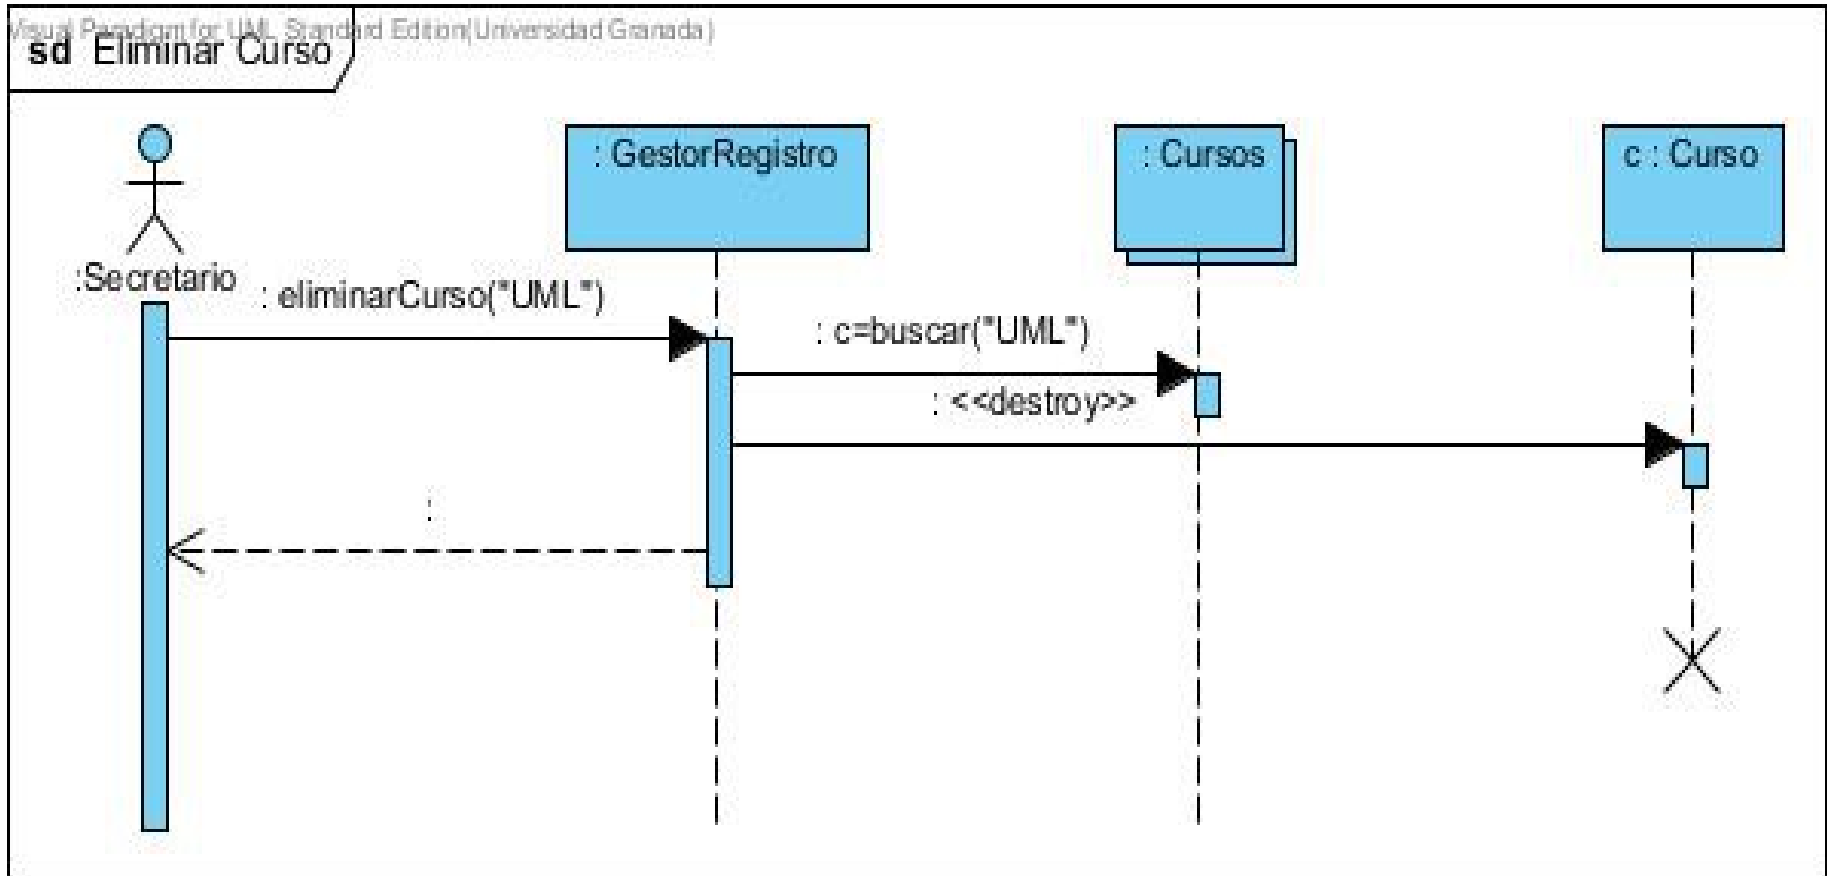 Visual Paradigm for UML Standard Edition(Universidad Granada)
sd Eliminar Curso
: GestorRegistro
: Cursos
c : Curso
:Secretario
: eliminarCurso("UML")
: c=buscar("UML")
: <<destroy>>
: